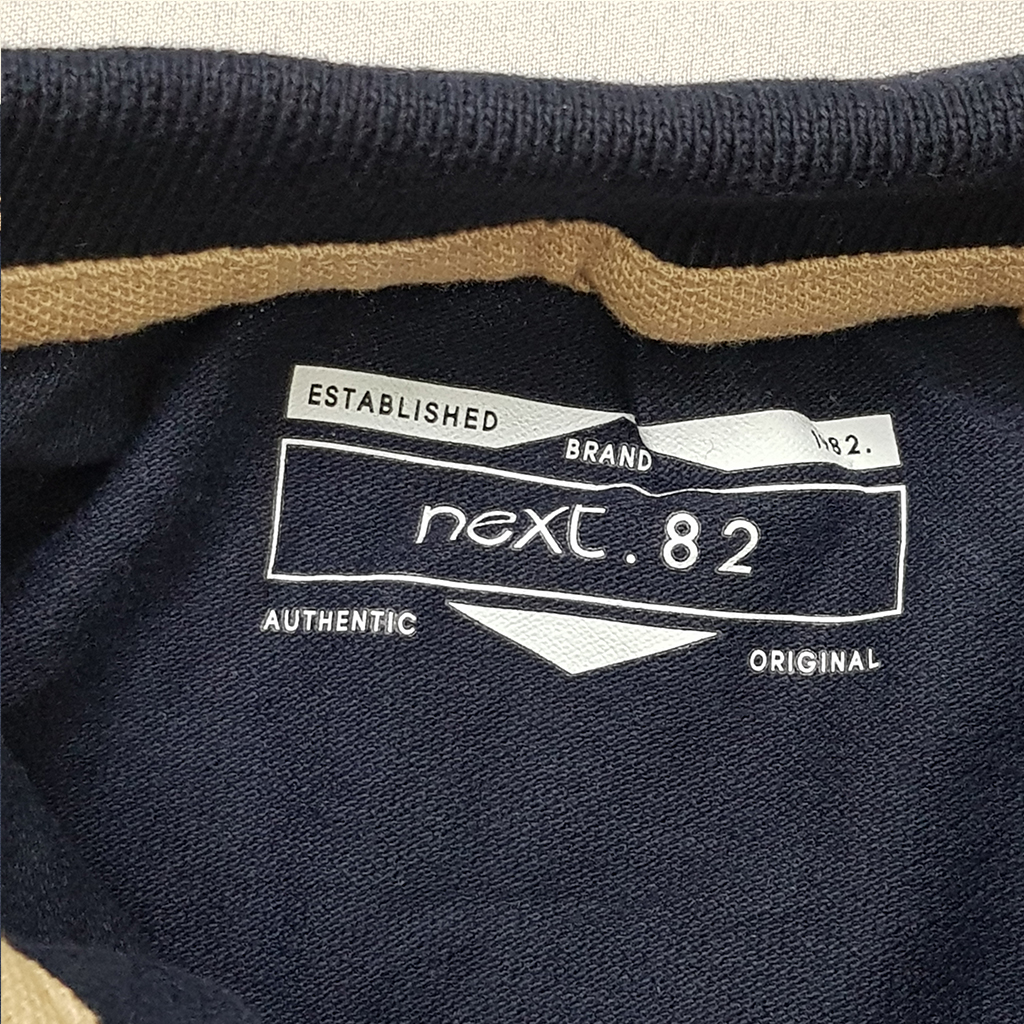 ESTABLISHED
BRAND
next.82
AUTHENTIC
ORIGINAL